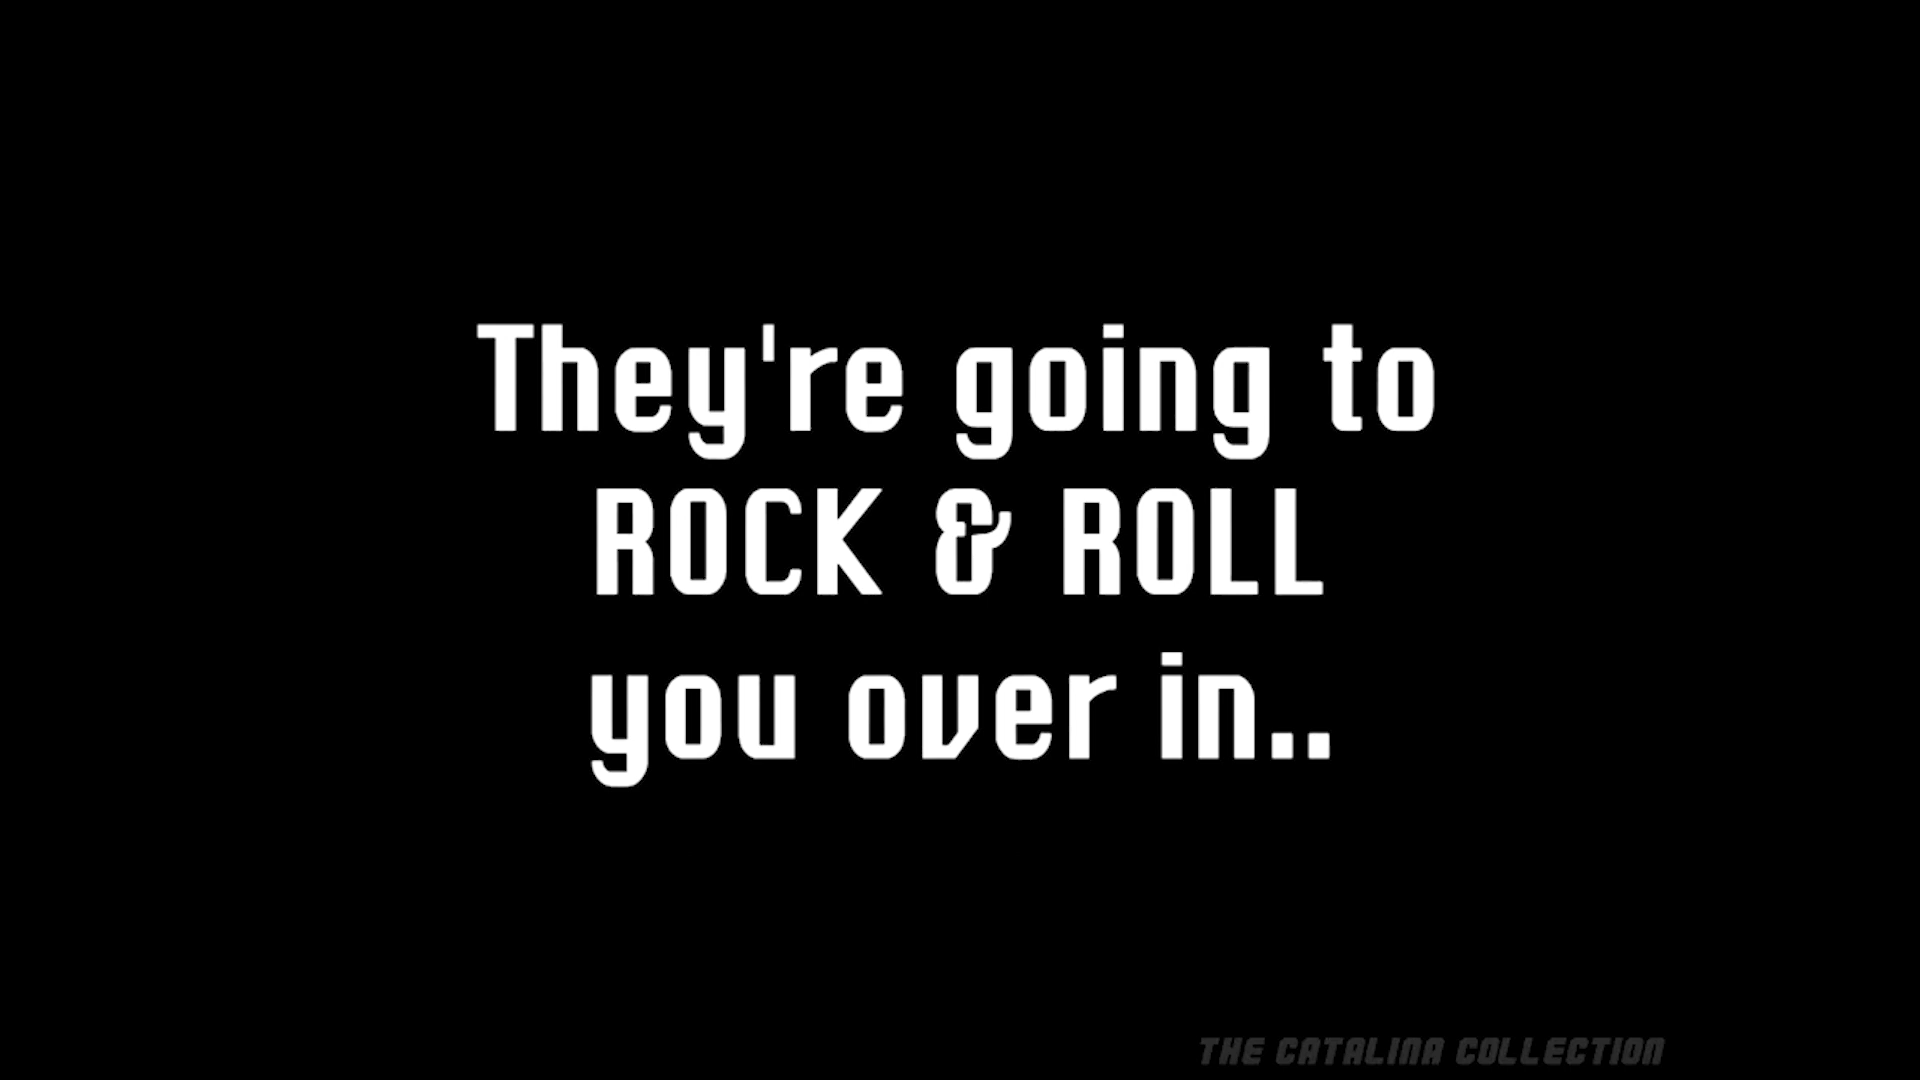 They're going to
ROCK & ROLL
you over in..
THE CATALINA COLLECTION